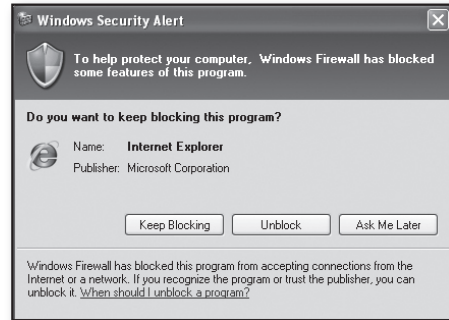 Windows Security Alert
To help protect your computer, Windows Firewall has blocked
some features of this program.
Do you want to keep blocking this program?
Name: Internet Explorer
Publisher: Microsoft Corporation
Keep Blocking Unblock Ask Me Later
Windows Firewall has blocked this program from accepting connections from the
Internet or a network. If you recognize the program or trust the publisher, you can
unblock it. When should I unblock a program?